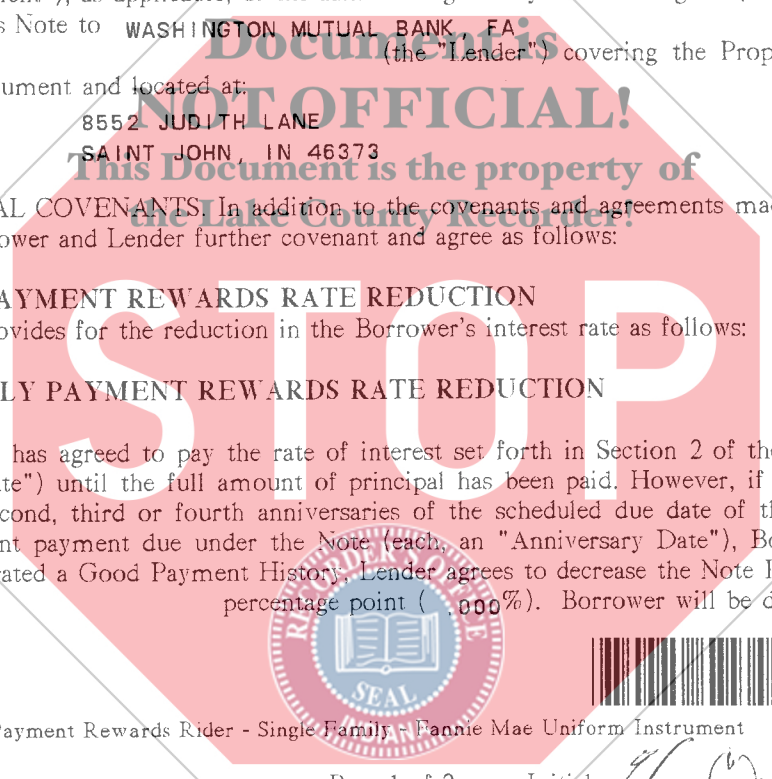 s Note to WASHINGTON MUTUAL BANK, FA
Document is
(the "Lender") covering the Prop
ument and located at:
NOT OFFICIAL!
8552 JUDITH LANE
SAINT JOHN, IN 46373
This Document is the property of
AL COVENANTS. In addition to the covenants and agreements ma
the Lake County Recorder!
ower and Lender further covenant and agree as follows:
AYMENT REWARDS RATE REDUCTION
ovides for the reduction in the Borrower's interest rate as follows:
LY PAYMENT REWARDS RATE REDUCTION
STOP
has agreed to pay the rate of interest set forth in Section 2 of the
te") until the full amount of principal has been paid. However, if
cond, third or fourth anniversaries of the scheduled due date of th
nt payment due under the Note (each, an "Anniversary Date"), Bo
rated a Good Payment History, Lender agrees to decrease the Note
percentage point ( .000%). Borrower will be d
RECORDER'S OFFICE
SEAL
INDIANA
Payment Rewards Rider - Single Family - Fannie Mae Uniform Instrument